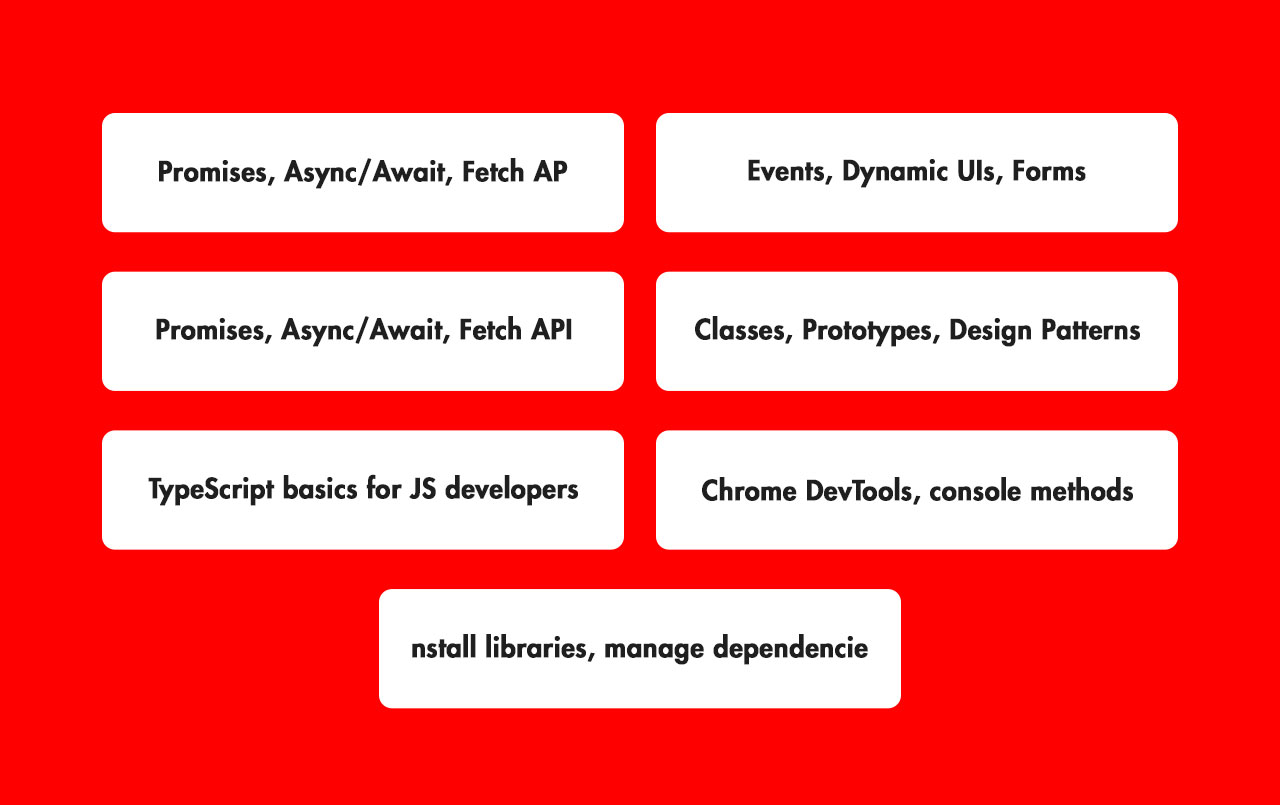 Promises, Async/Await, Fetch AP
Events, Dynamic UIs, Forms
Promises, Async/Await, Fetch API
Classes, Prototypes, Design Patterns
TypeScript basics for JS developers
Chrome DevTools, console methods
nstall libraries, manage dependencie